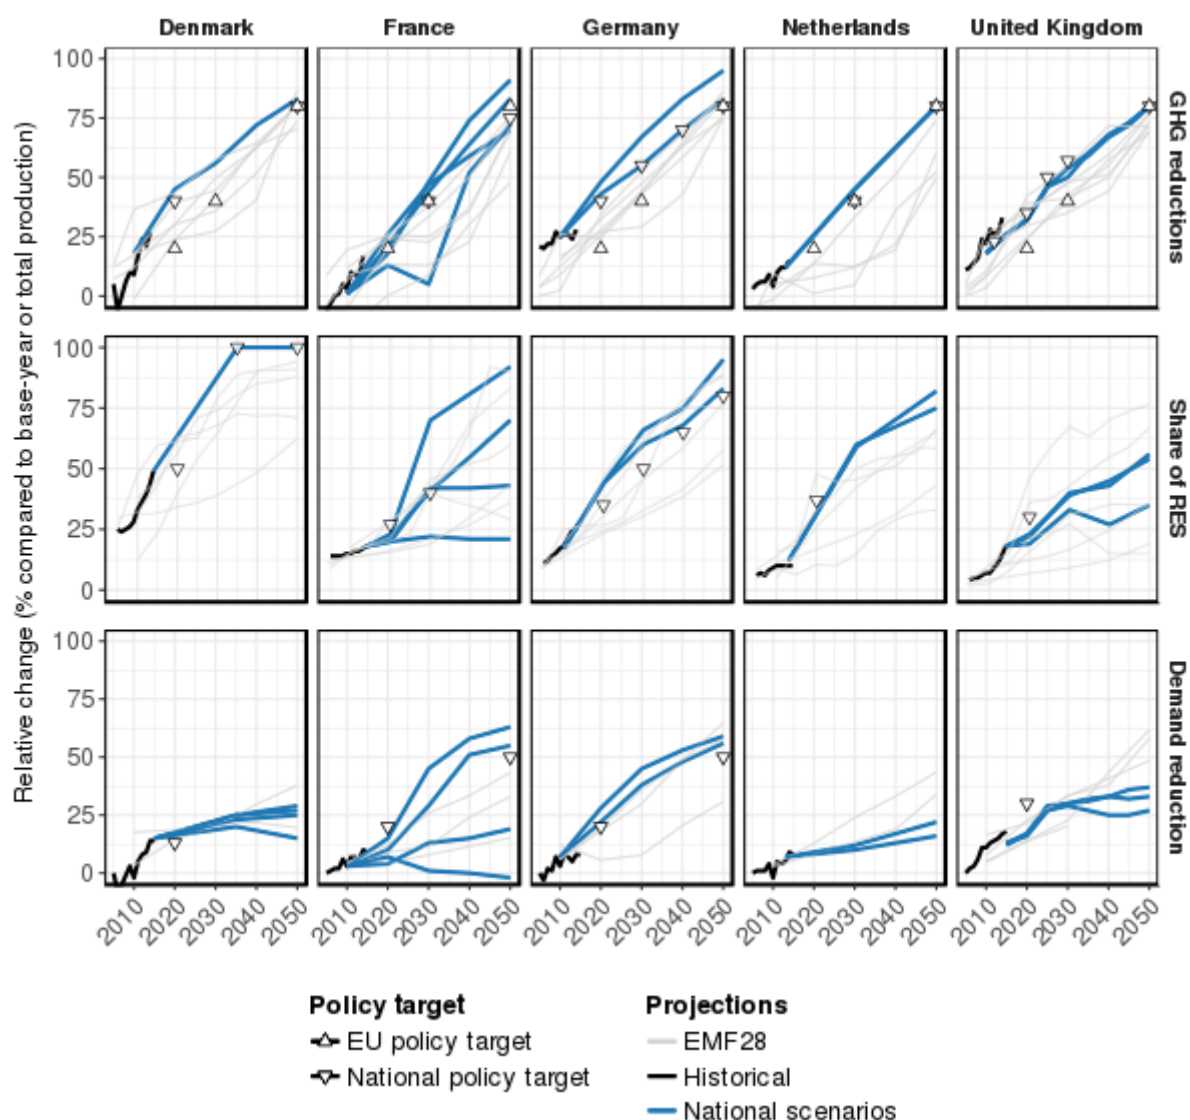 Denmark France Germany Netherlands United Kingdom
Relative change (% compared to base-year or total production)
100
75
50
25
0
GHG reductions
100
75
50
25
0
Share of RES
100
75
50
25
0
Demand reduction
2010 2020 2030 2040 2050 2010 2020 2030 2040 2050 2010 2020 2030 2040 2050 2010 2020 2030 2040 2050 2010 2020 2030 2040 2050
Policy target
EU policy target
National policy target
Projections
EMF28
Historical
National scenarios